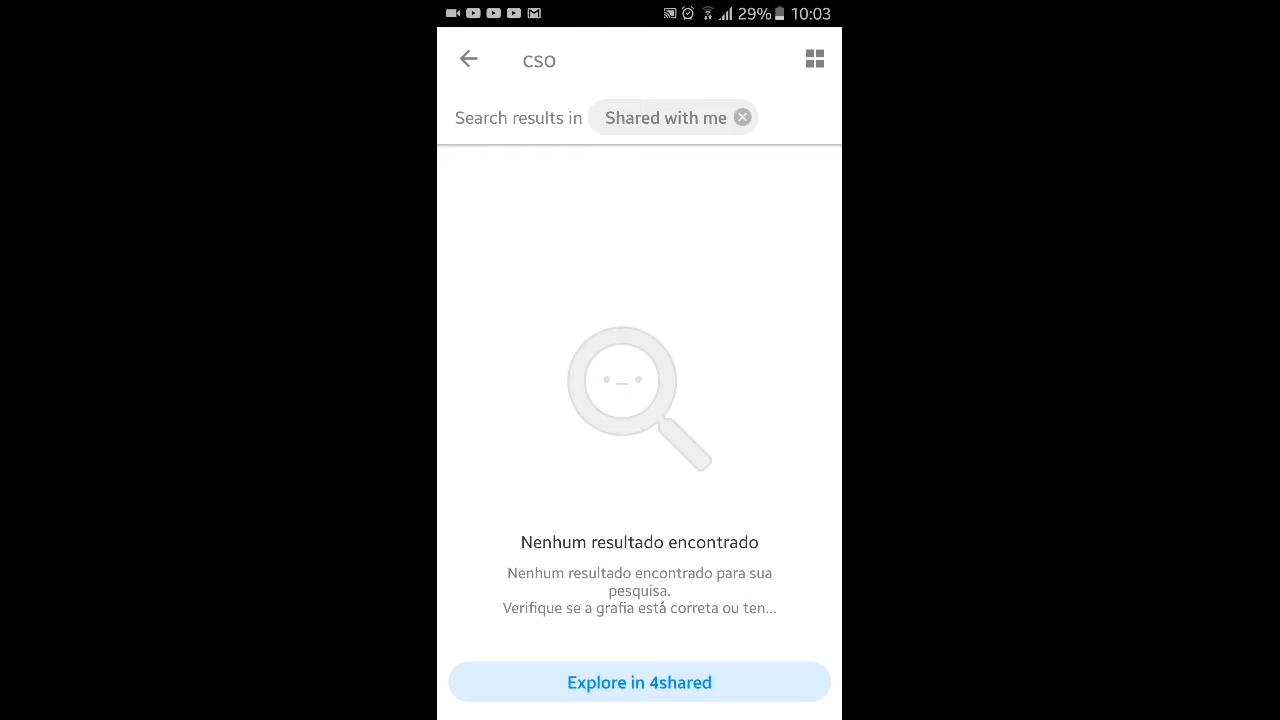 29% 10:03
CSO
Search results in Shared with me
Nenhum resultado encontrado
Nenhum resultado encontrado para sua
pesquisa.
Verifique se a grafia está correta ou ten...
Explore in 4shared